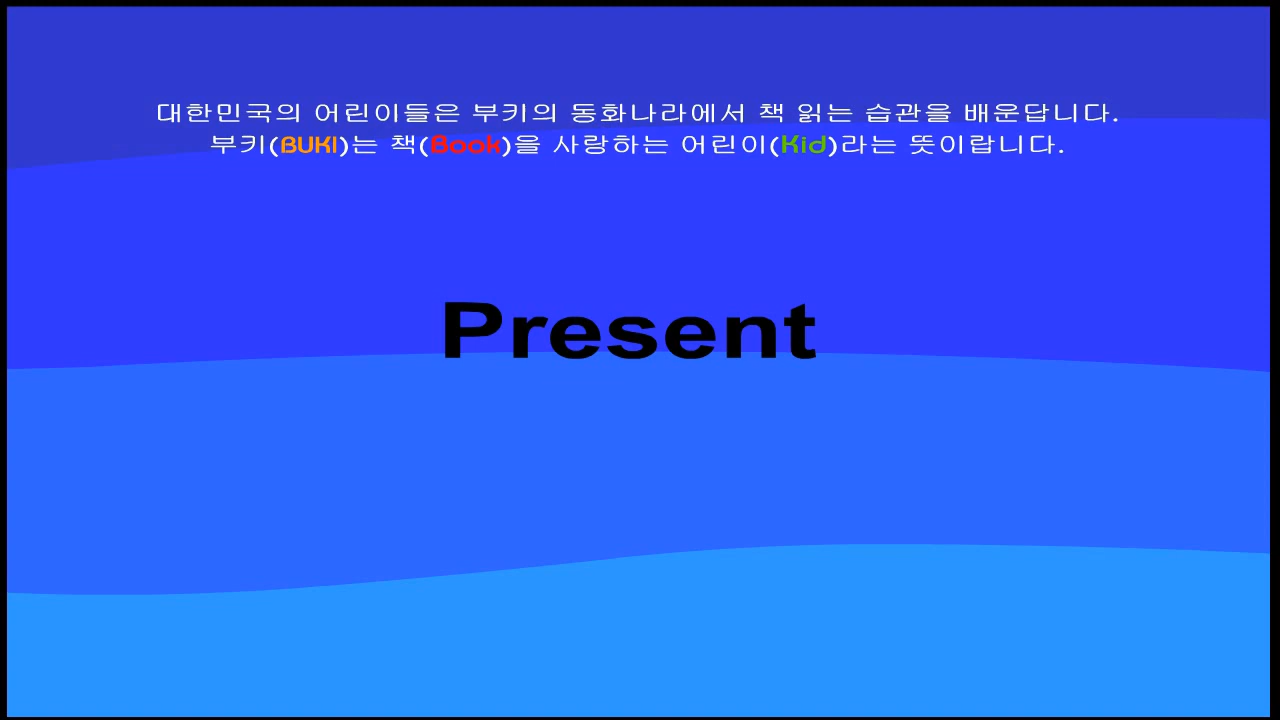 대한민국의 어린이들은 부키의 동화나라에서 책 읽는 습관을 배운답니다.
부키(BUKI)는 책(Book)을 사랑하는 어린이(Kid)라는 뜻이랍니다.
Present